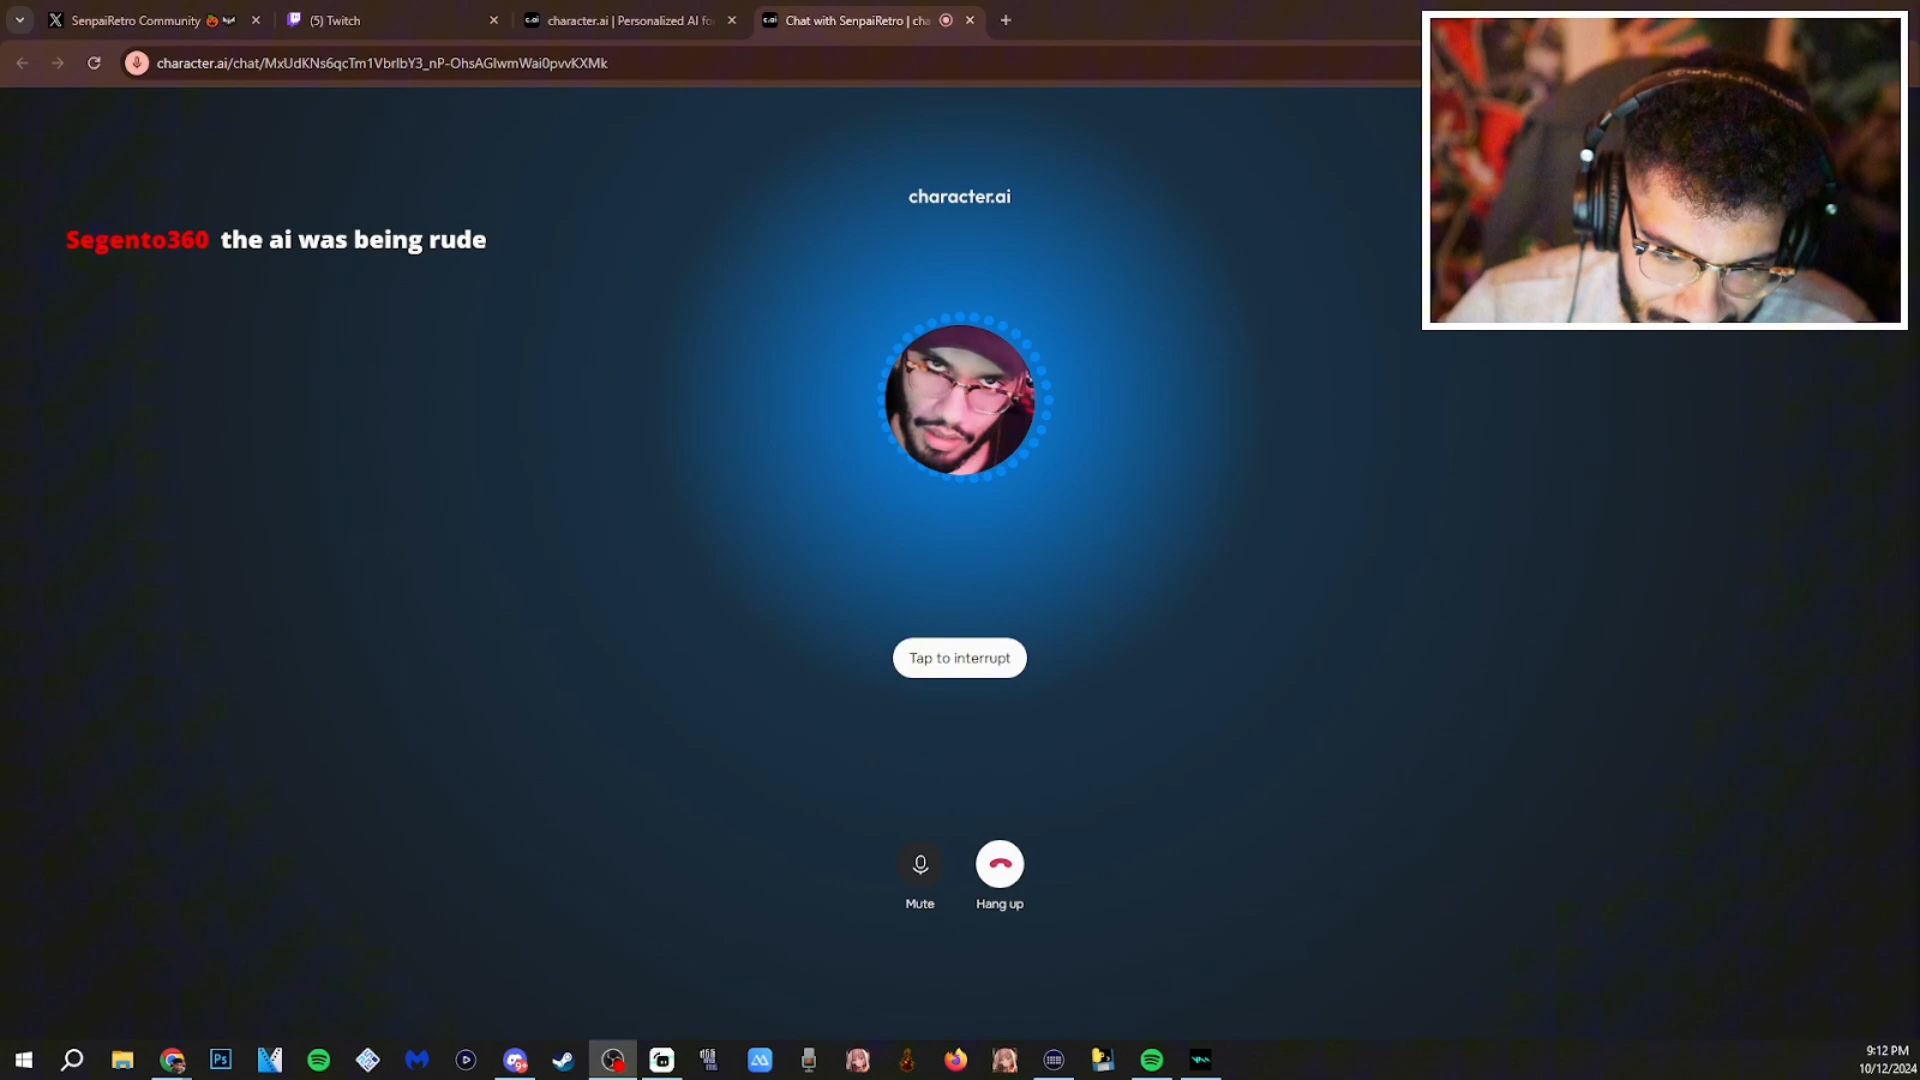 SenpaiRetro Community
(5) Twitch
character.ai | Personalized AI fo
Chat with SenpaiRetro | cha
character.ai/chat/MxUdKNs6qcTm1VbrlbY3_nP-OhsAGlwmWai0pvvKXMk
character.ai
Segento360 the ai was being rude
Tap to interrupt
Mute
Hang up
9:12 PM
10/12/2024